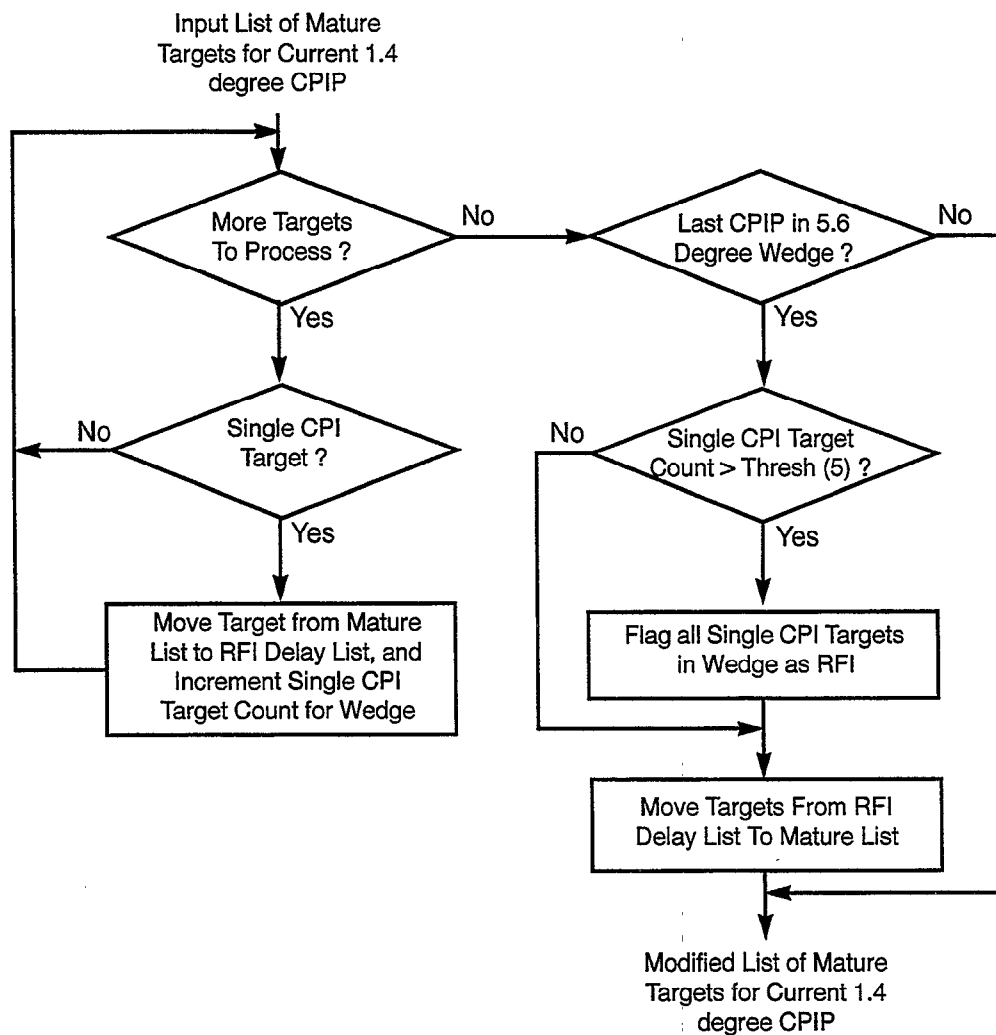 Input List of Mature
Targets for Current 1.4
degree CPIP
More Targets
To Process ?
No
Yes
Single CPI
Target ?
No
Yes
Move Target from Mature
List to RFI Delay List, and
Increment Single CPI
Target Count for Wedge
Last CPIP in 5.6
Degree Wedge ?
No
Yes
Single CPI Target
Count > Thresh (5) ?
No
Yes
Flag all Single CPI Targets
in Wedge as RFI
Move Targets From RFI
Delay List To Mature List
Modified List of Mature
Targets for Current 1.4
degree CPIP